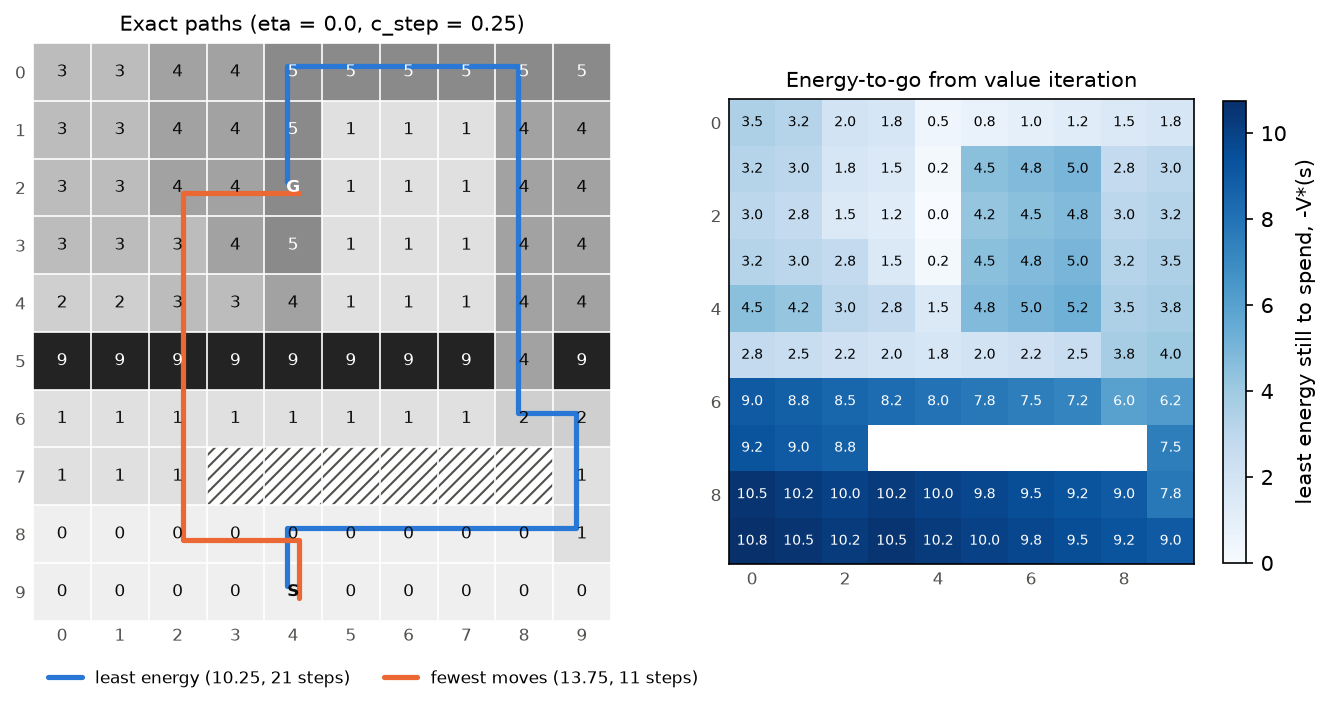 Exact paths (eta = 0.0, c_step = 0.25)
0 3 3 4 4 5 5 5 5 5 5
1 3 3 4 4 5 1 1 1 4 4
2 3 3 4 4 G 1 1 1 4 4
3 3 3 3 4 5 1 1 1 4 4
4 2 2 3 3 4 1 1 1 4 4
5 9 9 9 9 9 9 9 9 4 9
6 1 1 1 1 1 1 1 1 2 2
7 1 1 1 1
8 0 0 0 0 0 0 0 0 0 1
9 0 0 0 0 S 0 0 0 0 0
0 1 2 3 4 5 6 7 8 9
least energy (10.25, 21 steps) fewest moves (13.75, 11 steps)
Energy-to-go from value iteration
0 3.5 3.2 2.0 1.8 0.5 0.8 1.0 1.2 1.5 1.8
3.2 3.0 1.8 1.5 0.2 4.5 4.8 5.0 2.8 3.0
2 3.0 2.8 1.5 1.2 0.0 4.2 4.5 4.8 3.0 3.2
3.2 3.0 2.8 1.5 0.2 4.5 4.8 5.0 3.2 3.5
4 4.5 4.2 3.0 2.8 1.5 4.8 5.0 5.2 3.5 3.8
2.8 2.5 2.2 2.0 1.8 2.0 2.2 2.5 3.8 4.0
6 9.0 8.8 8.5 8.2 8.0 7.8 7.5 7.2 6.0 6.2
9.2 9.0 8.8 7.5
8 10.5 10.2 10.0 10.2 10.0 9.8 9.5 9.2 9.0 7.8
10.8 10.5 10.2 10.5 10.2 10.0 9.8 9.5 9.2 9.0
0 2 4 6 8
10
8
6
4
2
0
least energy still to spend, -V*(s)